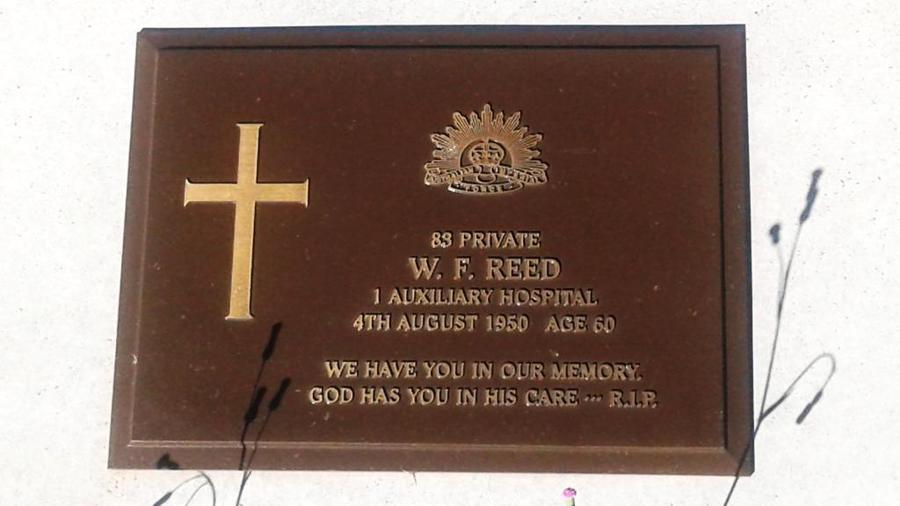 83 PRIVATE
W. F. REED
1 AUXILIARY HOSPITAL
4TH AUGUST 1950 AGE 60
WE HAVE YOU IN OUR MEMORY.
GOD HAS YOU IN HIS CARE ··· R.I.P.